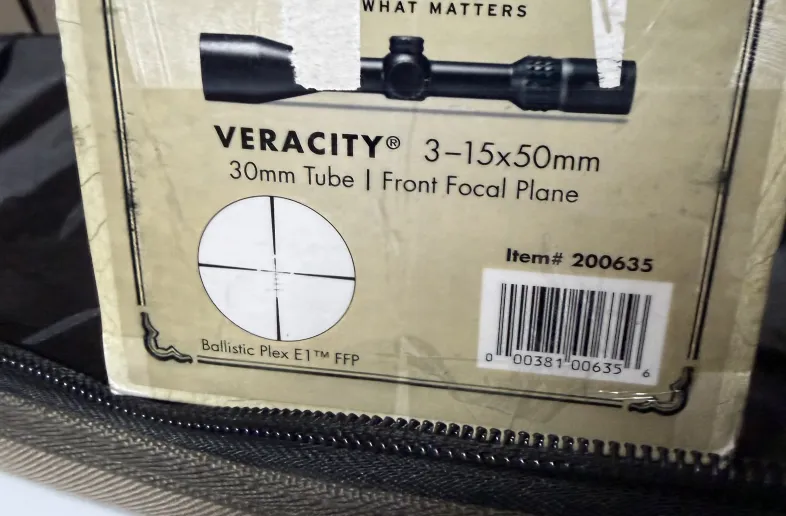 WHAT MATTERS
VERACITY® 3–15x50mm
30mm Tube | Front Focal Plane
Item# 200635
Ballistic Plex E1™ FFP
0 00381 00635 6